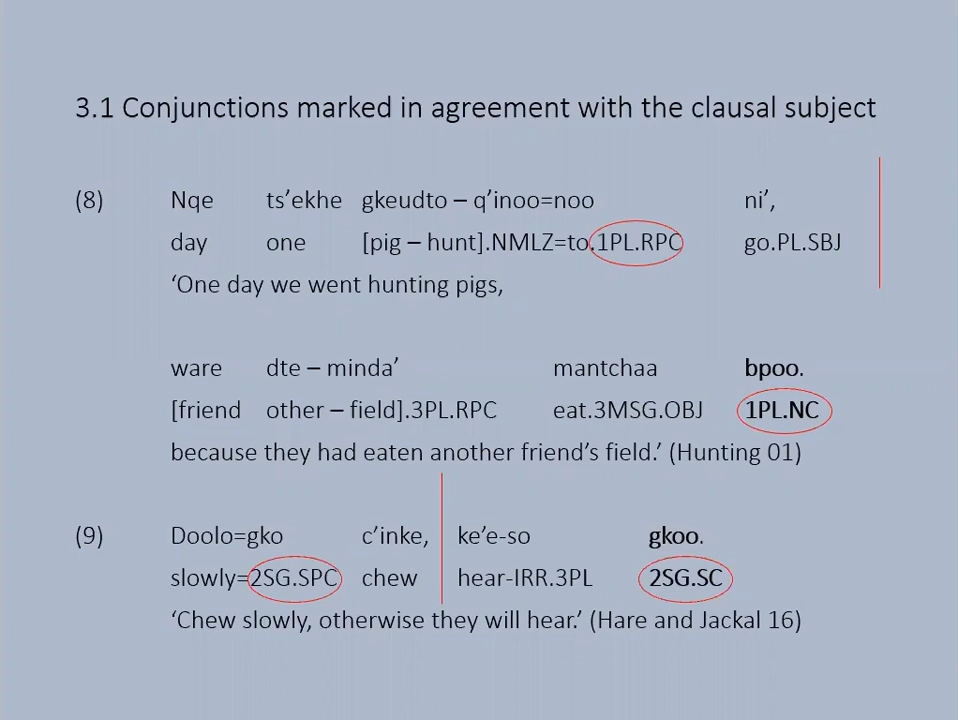 3.1 Conjunctions marked in agreement with the clausal subject
(8) Nqe ts’ekhe gkeudto – q’inoo=noo ni’,
day one [pig – hunt].NMLZ=to.1PL.RPC go.PL.SBJ
‘One day we went hunting pigs,
ware dte – minda’ mantchaa bpoo.
[friend other – field].3PL.RPC eat.3MSG.OBJ 1PL.NC
because they had eaten another friend’s field.’ (Hunting 01)
(9) Doolo=gko c’inke, ke’e-so gkoo.
slowly=2SG.SPC chew hear-IRR.3PL 2SG.SC
‘Chew slowly, otherwise they will hear.’ (Hare and Jackal 16)